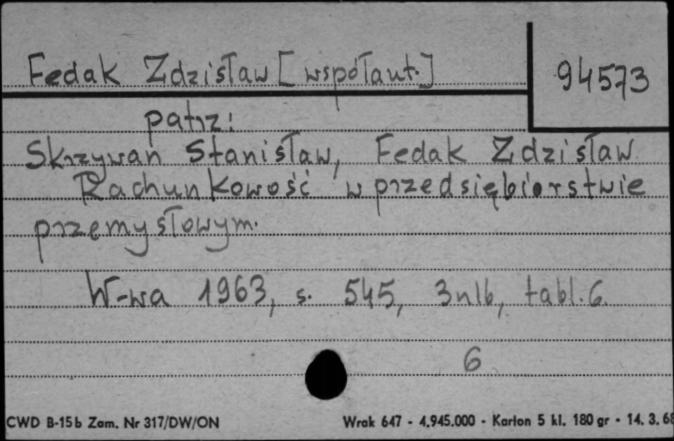 Fedak Zdzisław [współaut.]
94573
patrz:
Skrzywan Stanisław, Fedak Zdzisław
Rachunkowość w przedsiębiorstwie
przemysłowym.
W-wa 1963, s. 545, 3nlb, tabl. 6.
6
CWD B-15b Zam. Nr 317/DW/ON
Wrak 647 - 4.945.000 - Karton 5 kl. 180 gr - 14. 3. 68